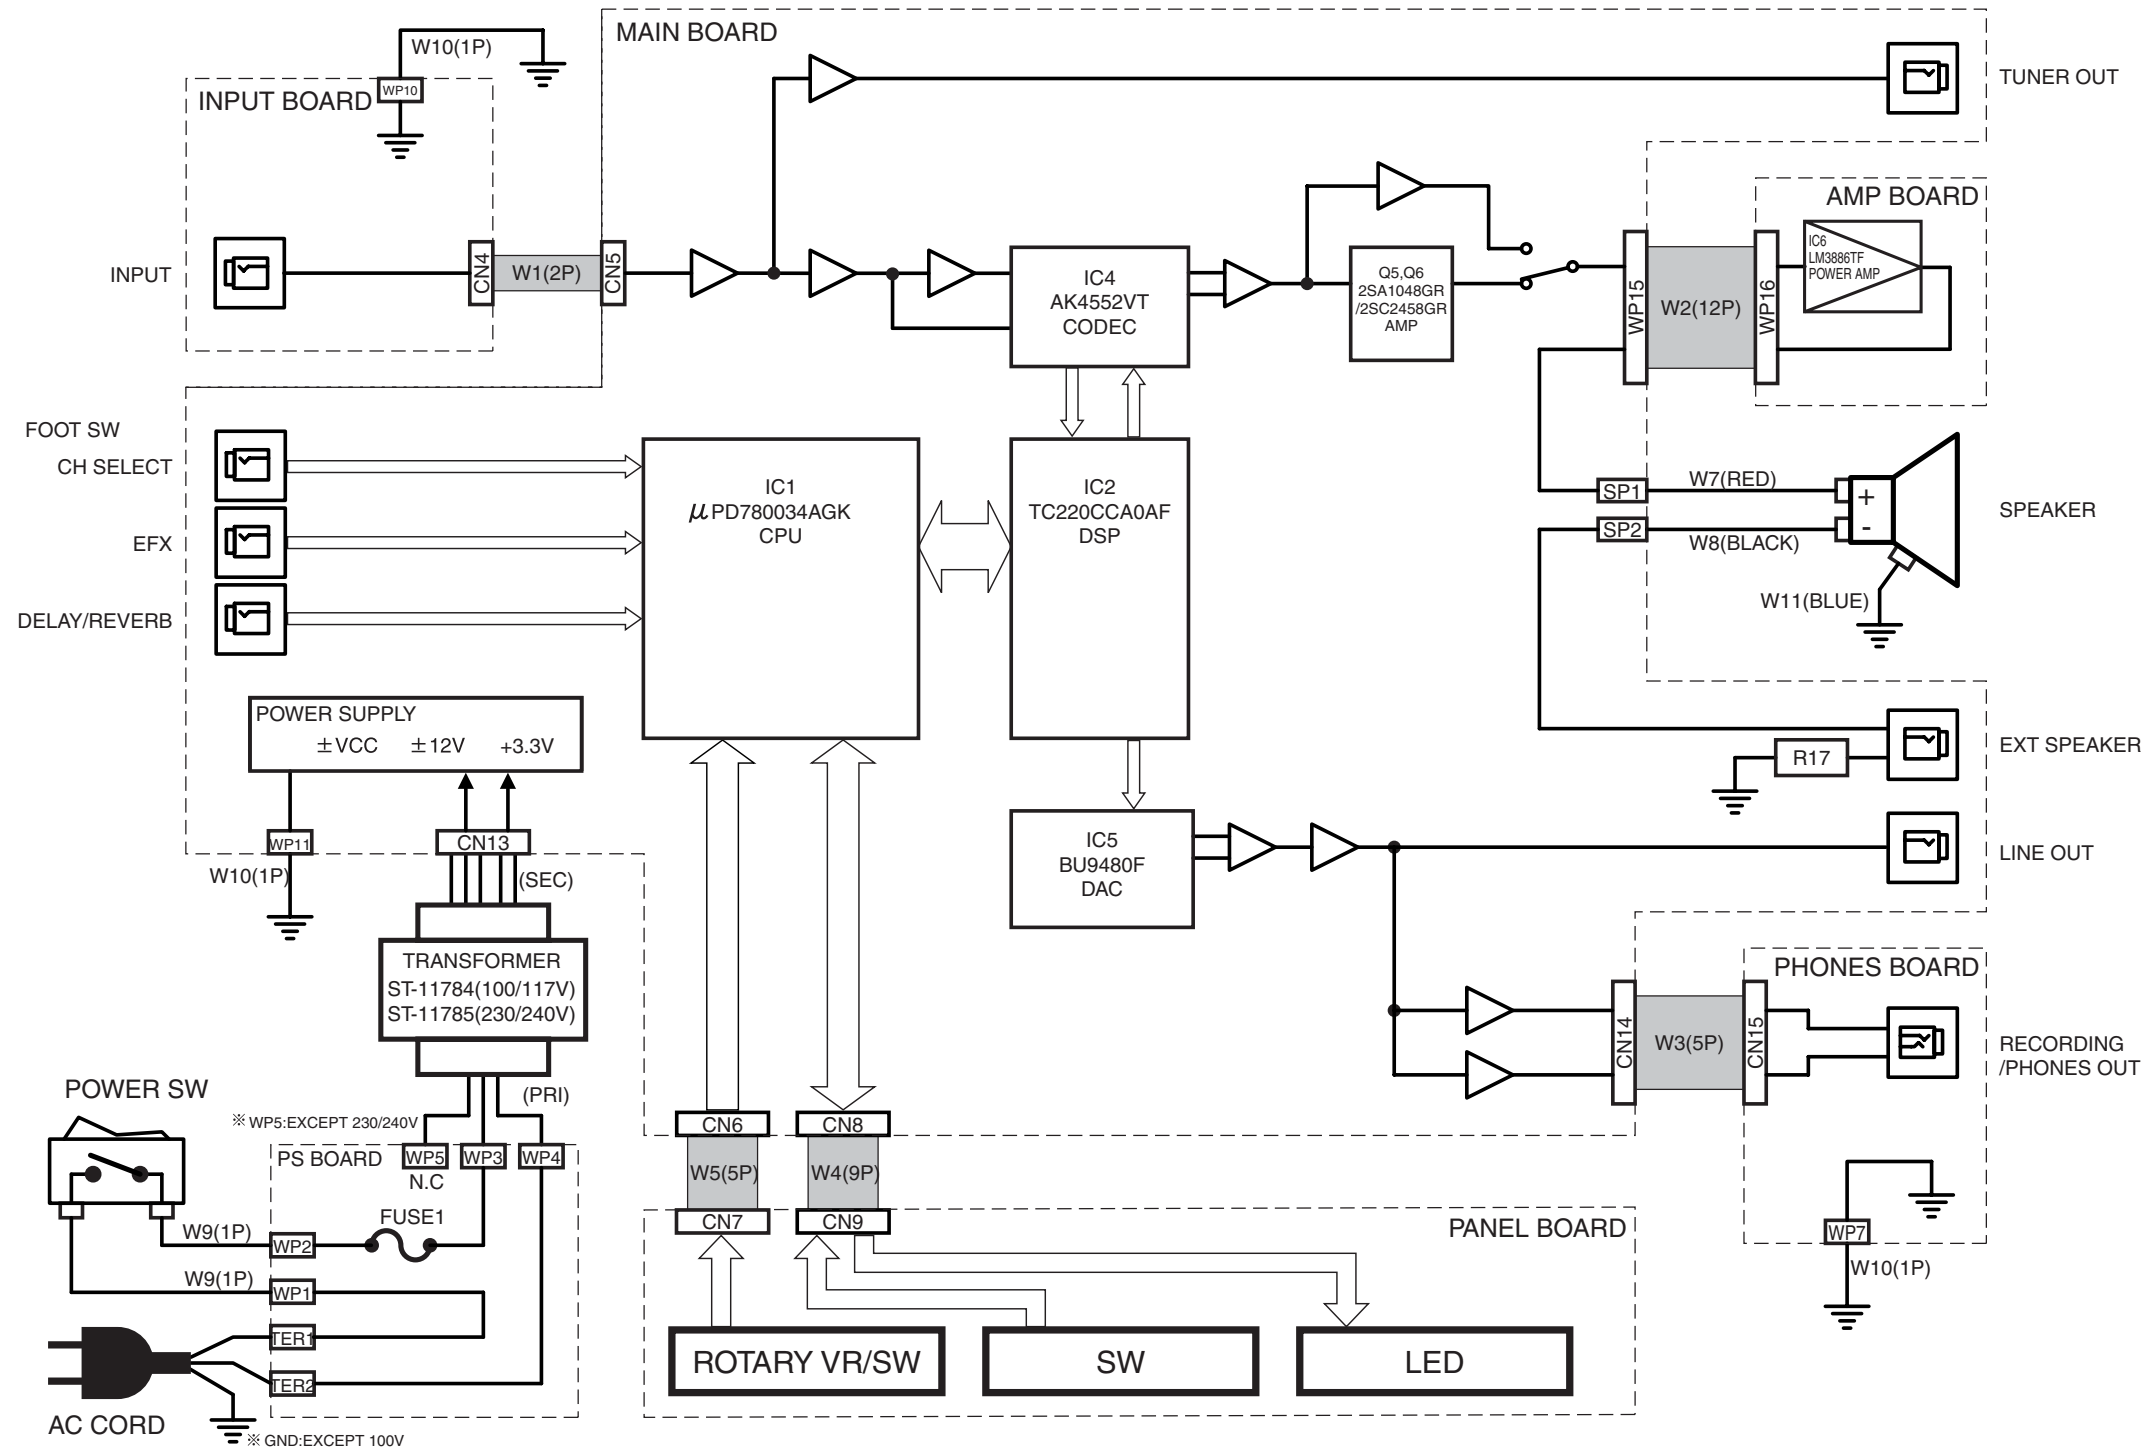 MAIN BOARD
W10(1P)
INPUT BOARD
WP10
TUNER OUT
AMP BOARD
INPUT
CN4
W1(2P)
CN5
IC4
AK4552VT
CODEC
Q5,Q6
2SA1048GR
/2SC2458GR
AMP
WP15
W2(12P)
WP16
IC6
LM3886TF
POWER AMP
FOOT SW
CH SELECT
EFX
DELAY/REVERB
IC1
μPD780034AGK
CPU
IC2
TC220CCA0AF
DSP
SP1
W7(RED)
SP2
W8(BLACK)
+
-
W11(BLUE)
SPEAKER
POWER SUPPLY
±VCC ±12V +3.3V
R17
EXT SPEAKER
WP11
CN13
W10(1P)
(SEC)
IC5
BU9480F
DAC
LINE OUT
TRANSFORMER
ST-11784(100/117V)
ST-11785(230/240V)
(PRI)
PHONES BOARD
CN14
W3(5P)
CN15
RECORDING
/PHONES OUT
POWER SW
※WP5:EXCEPT 230/240V
PS BOARD
WP5
WP3
WP4
N.C
CN6
CN8
W5(5P)
W4(9P)
CN7
CN9
PANEL BOARD
W9(1P)
WP2
FUSE1
W9(1P)
WP1
TER1
TER2
AC CORD
※ GND:EXCEPT 100V
ROTARY VR/SW
SW
LED
WP7
W10(1P)